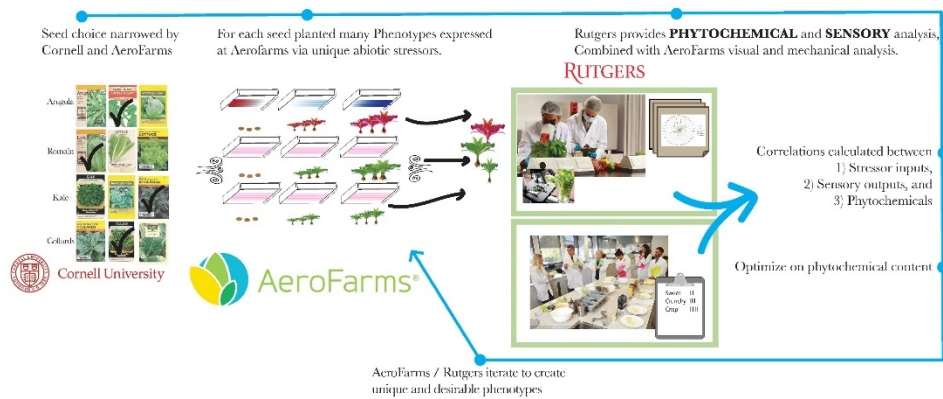 Seed choice narrowed by
Cornell and AeroFarms
For each seed planted many Phenotypes expressed
at Aerofarms via unique abiotic stressors.
Rutgers provides PHYTOCHEMICAL and SENSORY analysis,
Combined with AeroFarms visual and mechanical analysis.
RUTGERS
Arugula
Romain
Kale
Collards
Cornell University
AeroFarms®
Sweet II
Crunchy III
Crisp IIII
Correlations calculated between
1) Stressor inputs,
2) Sensory outputs, and
3) Phytochemicals
Optimize on phytochemical content
AeroFarms / Rutgers iterate to create
unique and desirable phenotypes